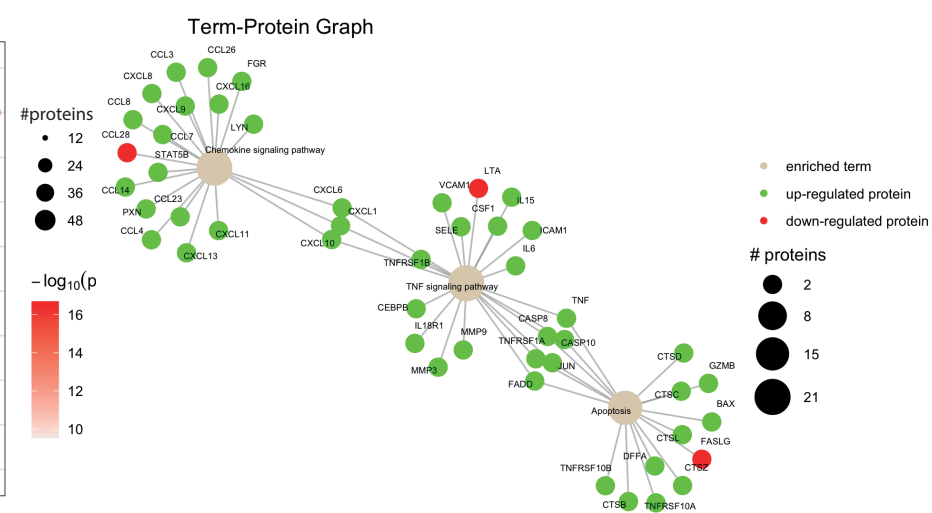 Term-Protein Graph
CCL26
CCL3
FGR
CXCL8
CXCL16
CCL8
CXCL9
#proteins
12
24
36
48
LYN
CCL28
CCL7
Chemokine signaling pathway
STAT5B
CCL14
CCL23
PXN
CCL4
CXCL11
CXCL13
CXCL6
CXCL1
CXCL10
LTA
VCAM1
CSF1
IL15
SELE
ICAM1
IL6
TNFRSF1B
TNF signaling pathway
CEBPB
IL18R1
MMP9
MMP3
TNF
CASP8
TNFRSF1A
CASP10
JUN
FADD
CTSD
GZMB
CTSC
BAX
Apoptosis
CTSL
FASLG
DFFA
CTSZ
TNFRSF10B
CTSB
TNFRSF10A
−log10(p
16
14
12
10
enriched term
up-regulated protein
down-regulated protein
# proteins
2
8
15
21